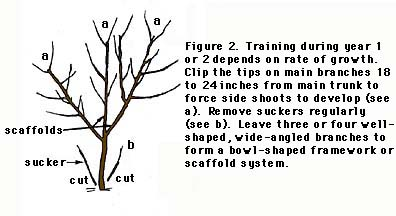 a
a
a
scaffolds
b
sucker
cut
cut
Figure 2. Training during year 1
or 2 depends on rate of growth.
Clip the tips on main branches 18
to 24 inches from main trunk to
force side shoots to develop (see
a). Remove suckers regularly
(see b). Leave three or four well-
shaped, wide-angled branches to
form a bowl-shaped framework or
scaffold system.